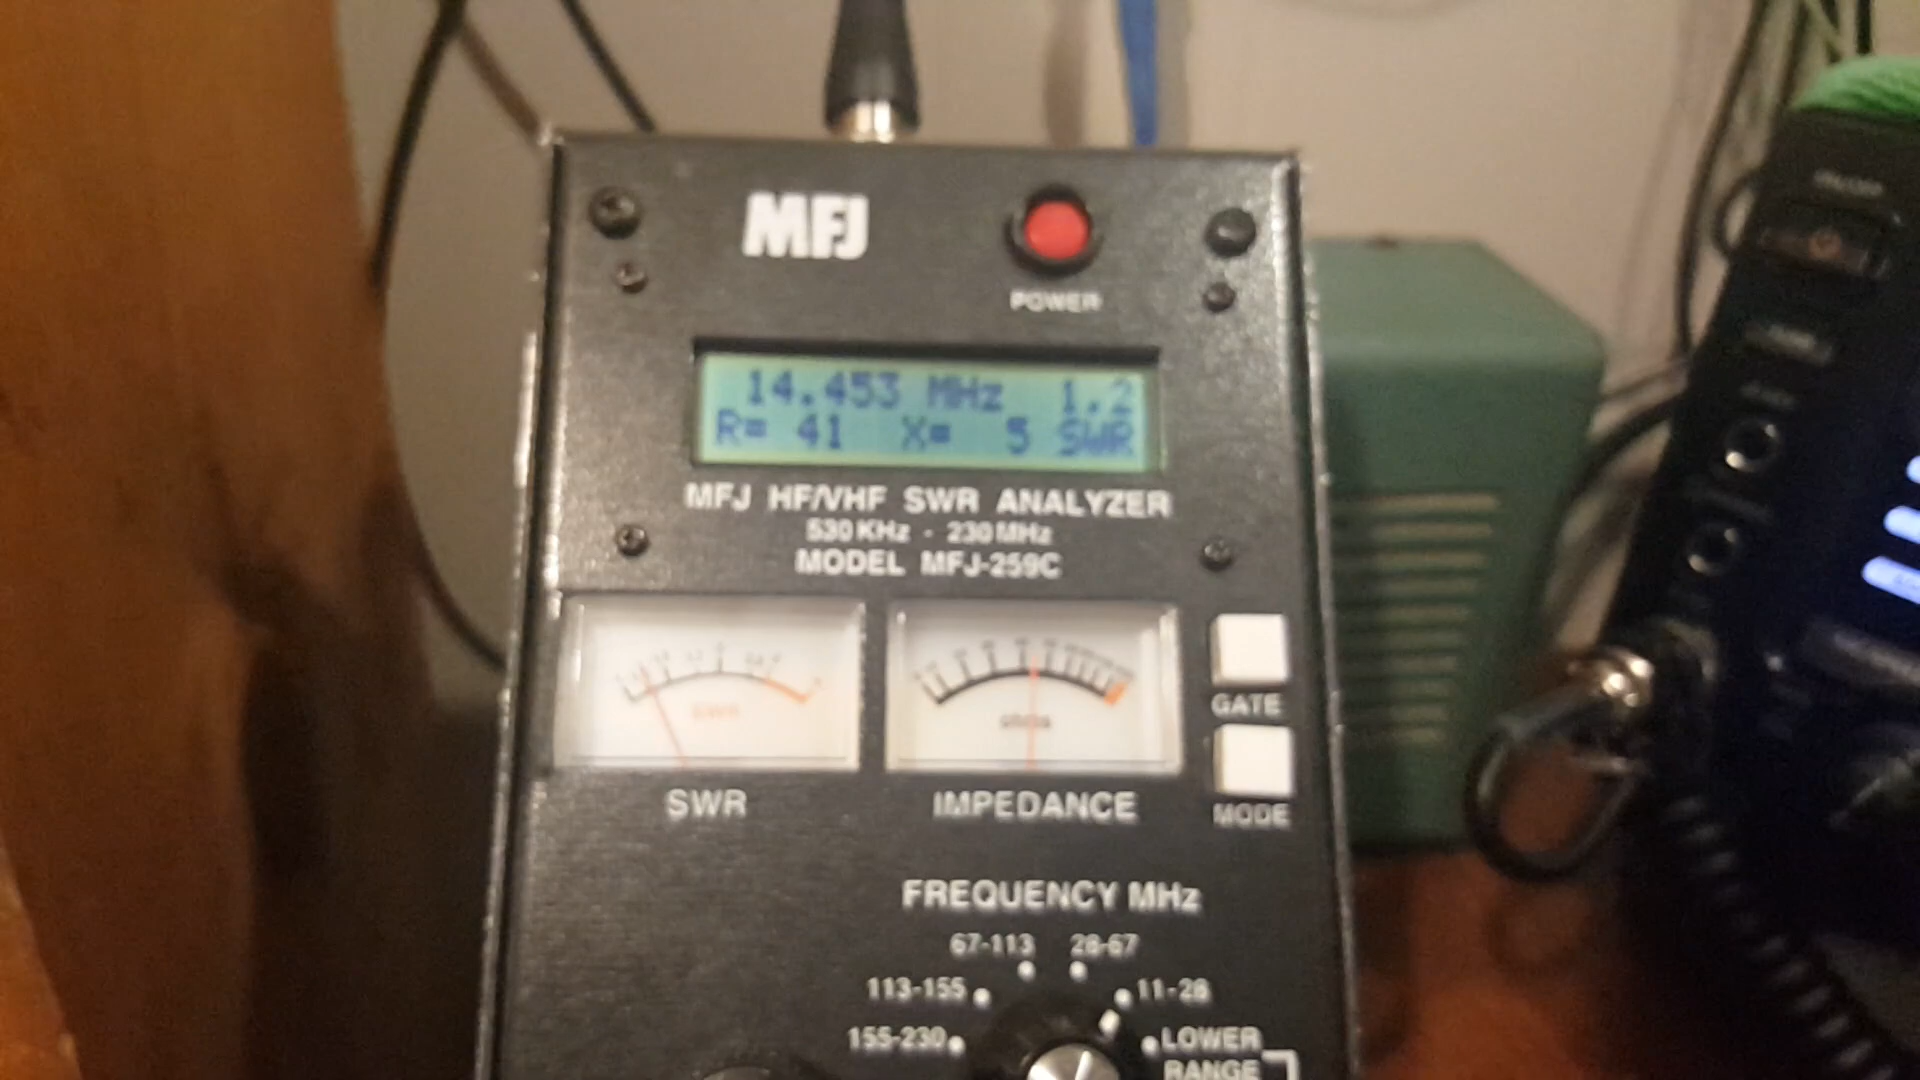 MFJ
POWER
14.453 MHz 1.2
R= 41 X= 5 SWR
MFJ HF/VHF SWR ANALYZER
530 KHz - 230 MHz
MODEL MFJ-259C
SWR
ohms
GATE
MODE
SWR
IMPEDANCE
FREQUENCY MHz
67-113
28-67
113-155
11-28
155-230
LOWER
RANGE